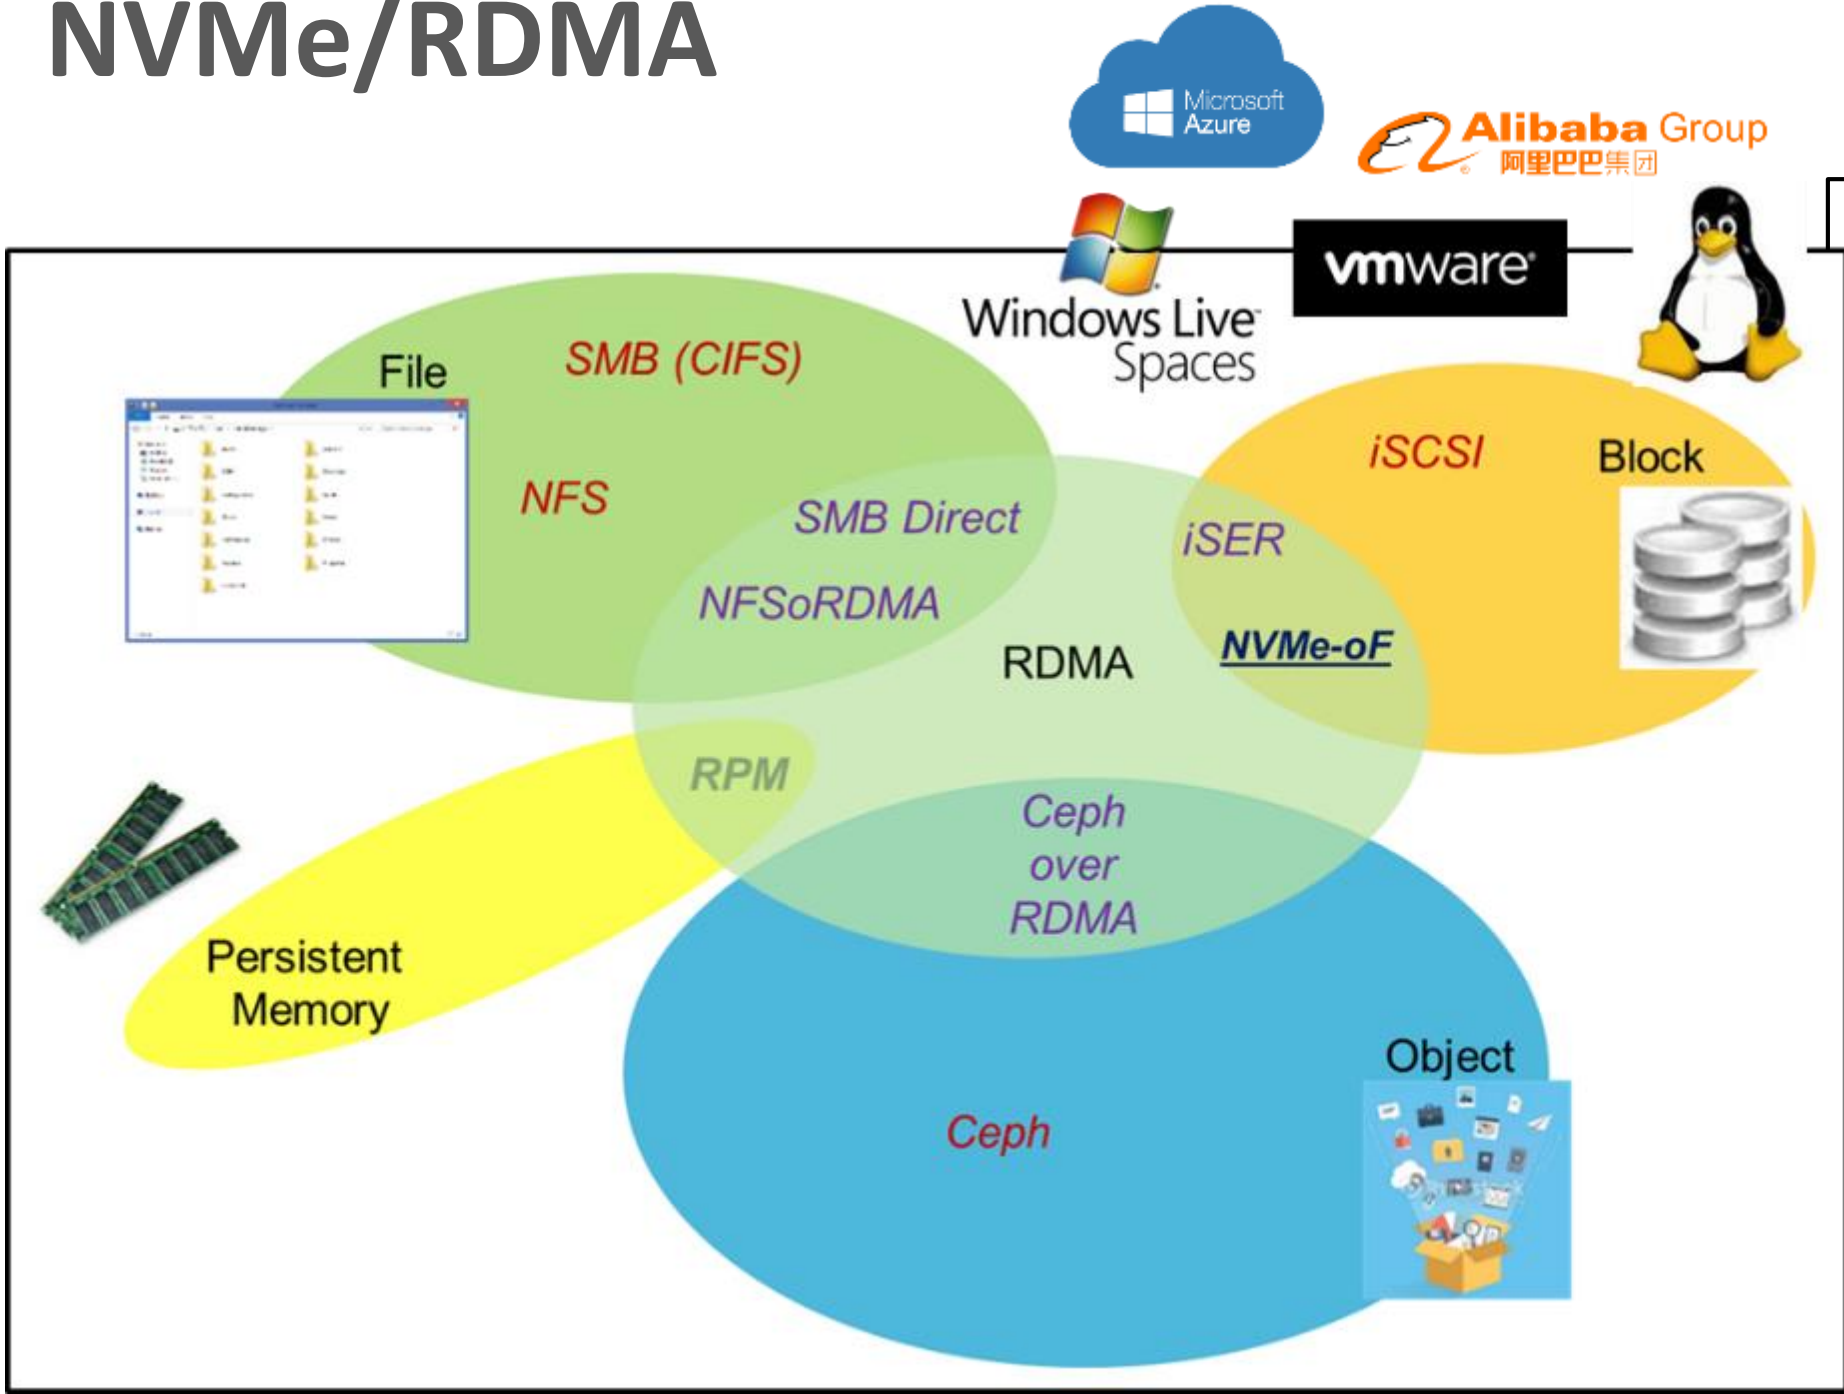 NVMe/RDMA
Microsoft
Azure
Alibaba Group
阿里巴巴集团
Windows Live
Spaces
vmware
File
SMB (CIFS)
NFS
SMB Direct
NFSoRDMA
iSCSI
Block
iSER
NVMe-oF
RDMA
RPM
Ceph
over
RDMA
Persistent
Memory
Object
Ceph